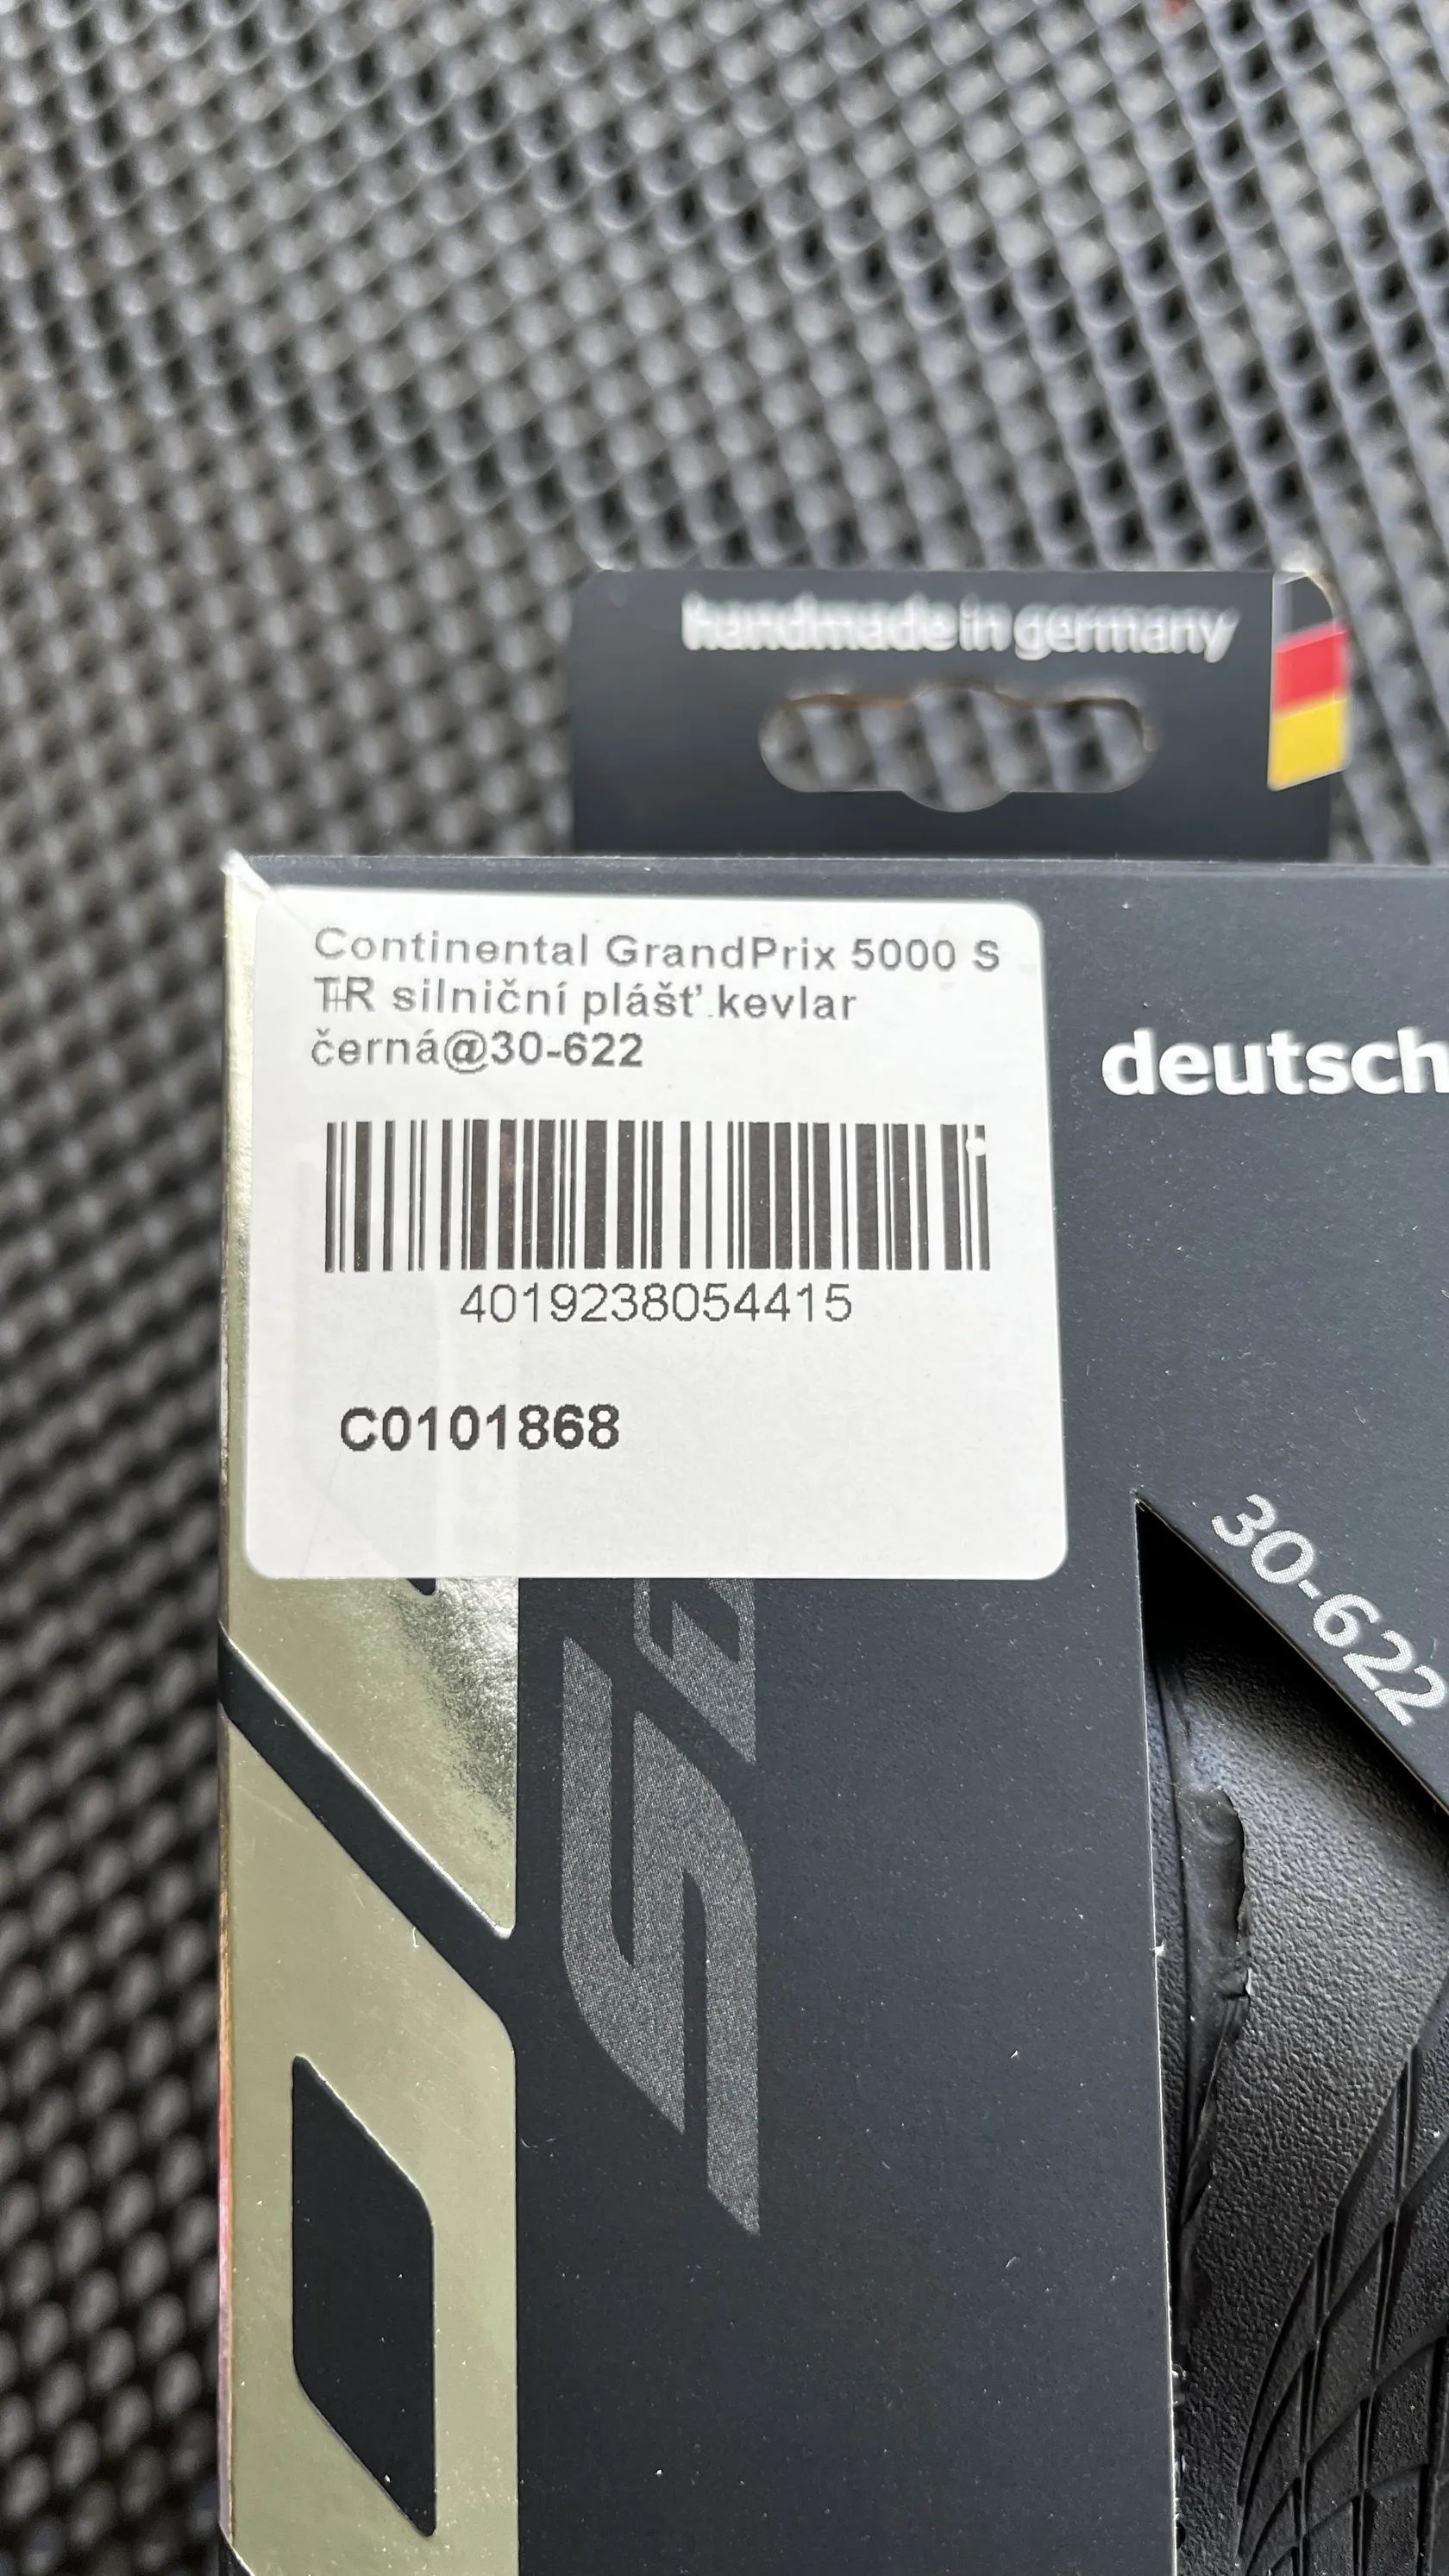 handmade in germany
Continental GrandPrix 5000 S
TR silniční plášť kevlar
černá@30-622
deutsch
4019238054415
C0101868
30-622